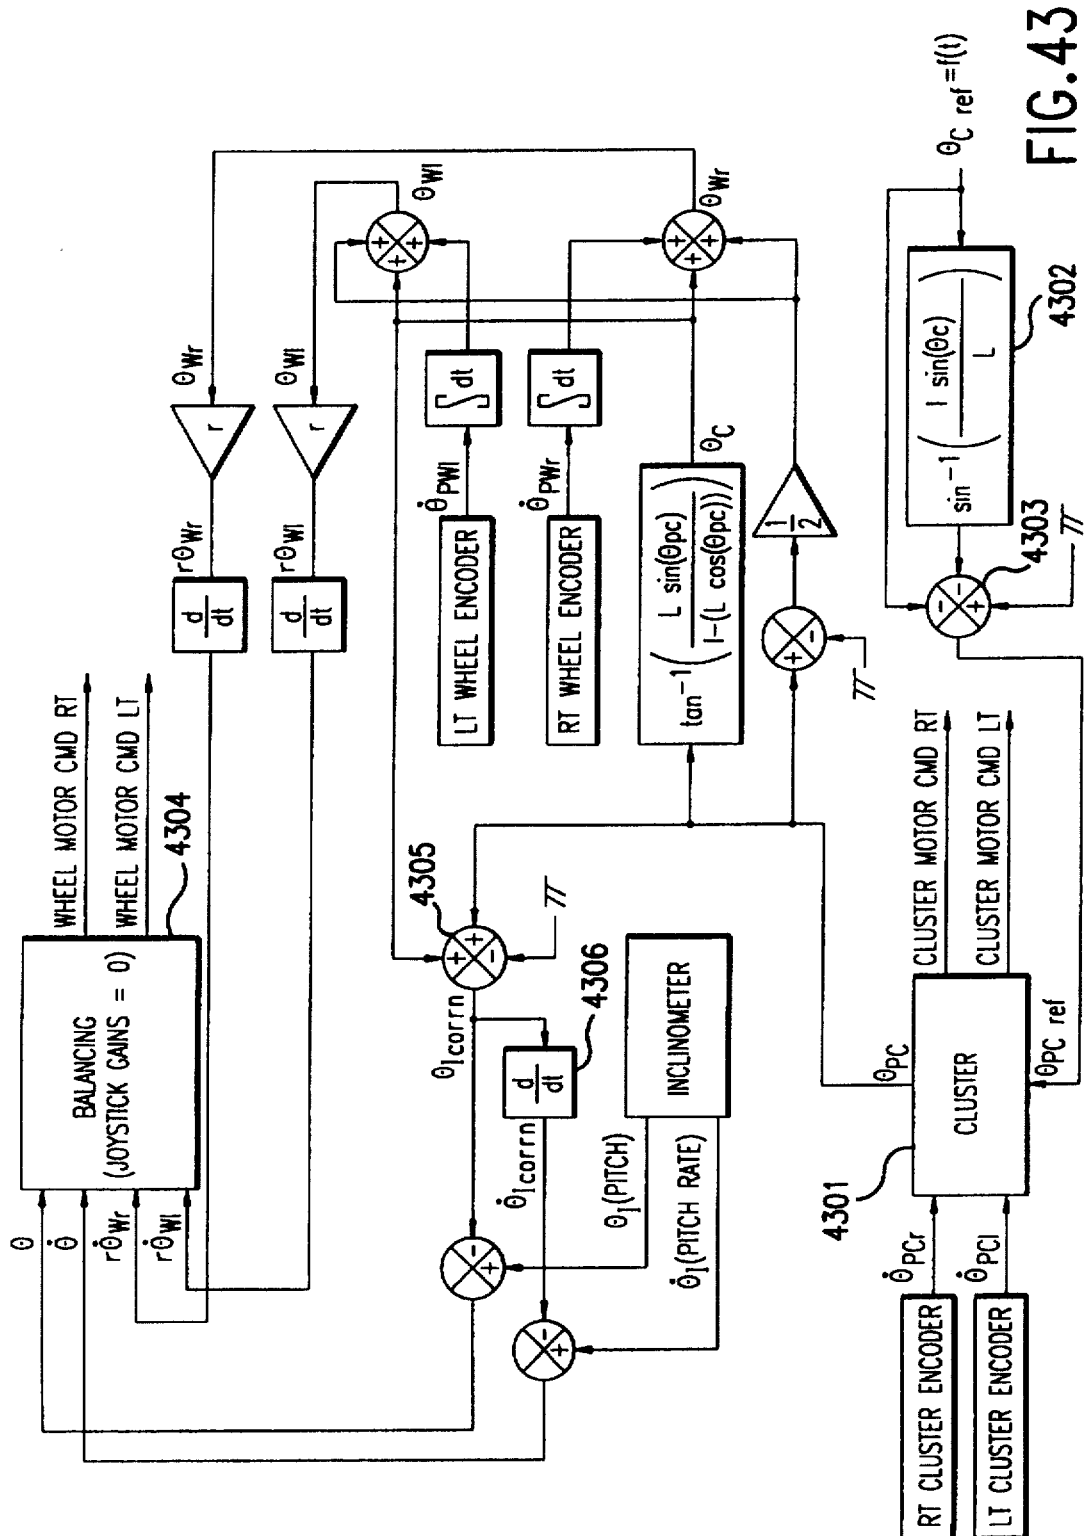 θ
θ̇
rθ̇Wr
rθ̇Wl
BALANCING
(JOYSTICK GAINS = 0)
WHEEL MOTOR CMD RT
WHEEL MOTOR CMD LT
4304
d
dt
rθWr
r
θWr
d
dt
rθWl
r
θWl
θWl
+
+
+
θWr
+
+
+
LT WHEEL ENCODER
θ̇PWl
∫ dt
RT WHEEL ENCODER
θ̇PWr
∫ dt
θIcorrn
+
+
-
4305
π
d
dt
4306
θ̇Icorrn
-
+
-
+
INCLINOMETER
θI(PITCH)
θ̇I(PITCH RATE)
tan-1 ( L sin(θpc)
l-(L cos(θpc)) )
θC
+
-
π
1
2
RT CLUSTER ENCODER
θ̇PCr
LT CLUSTER ENCODER
θ̇PCl
4301
CLUSTER
θPC
θPC ref
CLUSTER MOTOR CMD RT
CLUSTER MOTOR CMD LT
-
-
+
4303
π
sin-1 ( l sin(θc)
L )
4302
θC ref=f(t)
FIG.43